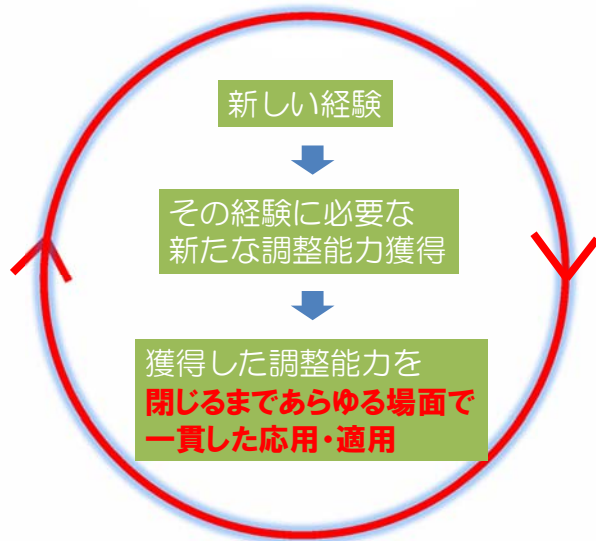 新しい経験
その経験に必要な
新たな調整能力獲得
獲得した調整能力を
閉じるまであらゆる場面で
一貫した応用・適用